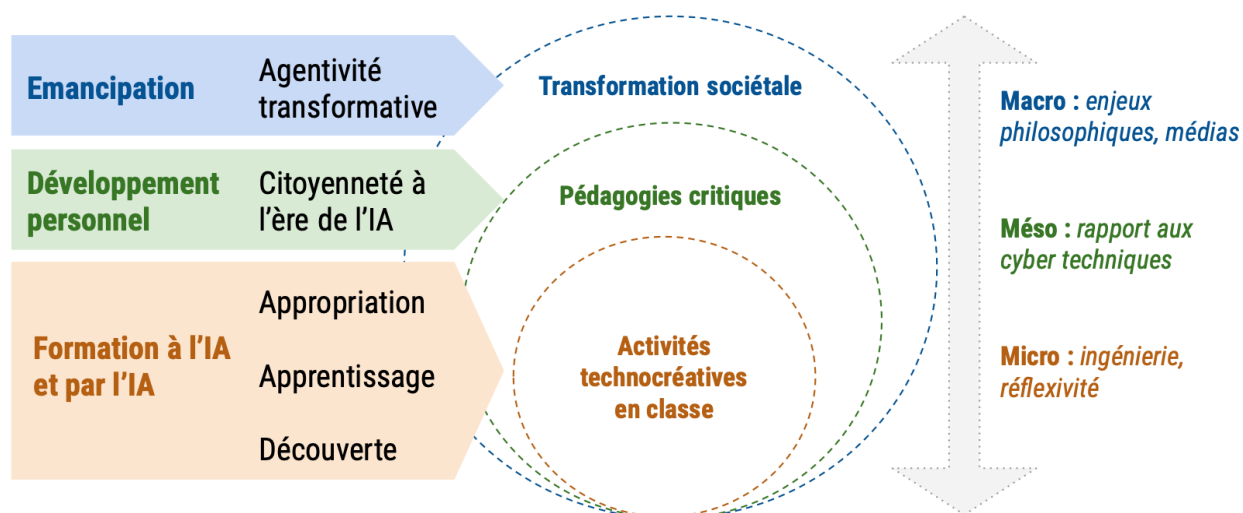 Emancipation
Agentivité
transformative
Transformation sociétale
Macro : enjeux
philosophiques, médias
Développement
personnel
Citoyenneté à
l’ère de l’IA
Pédagogies critiques
Méso : rapport aux
cyber techniques
Formation à l’IA
et par l’IA
Appropriation
Apprentissage
Découverte
Activités
technocréatives
en classe
Micro : ingénierie,
réflexivité